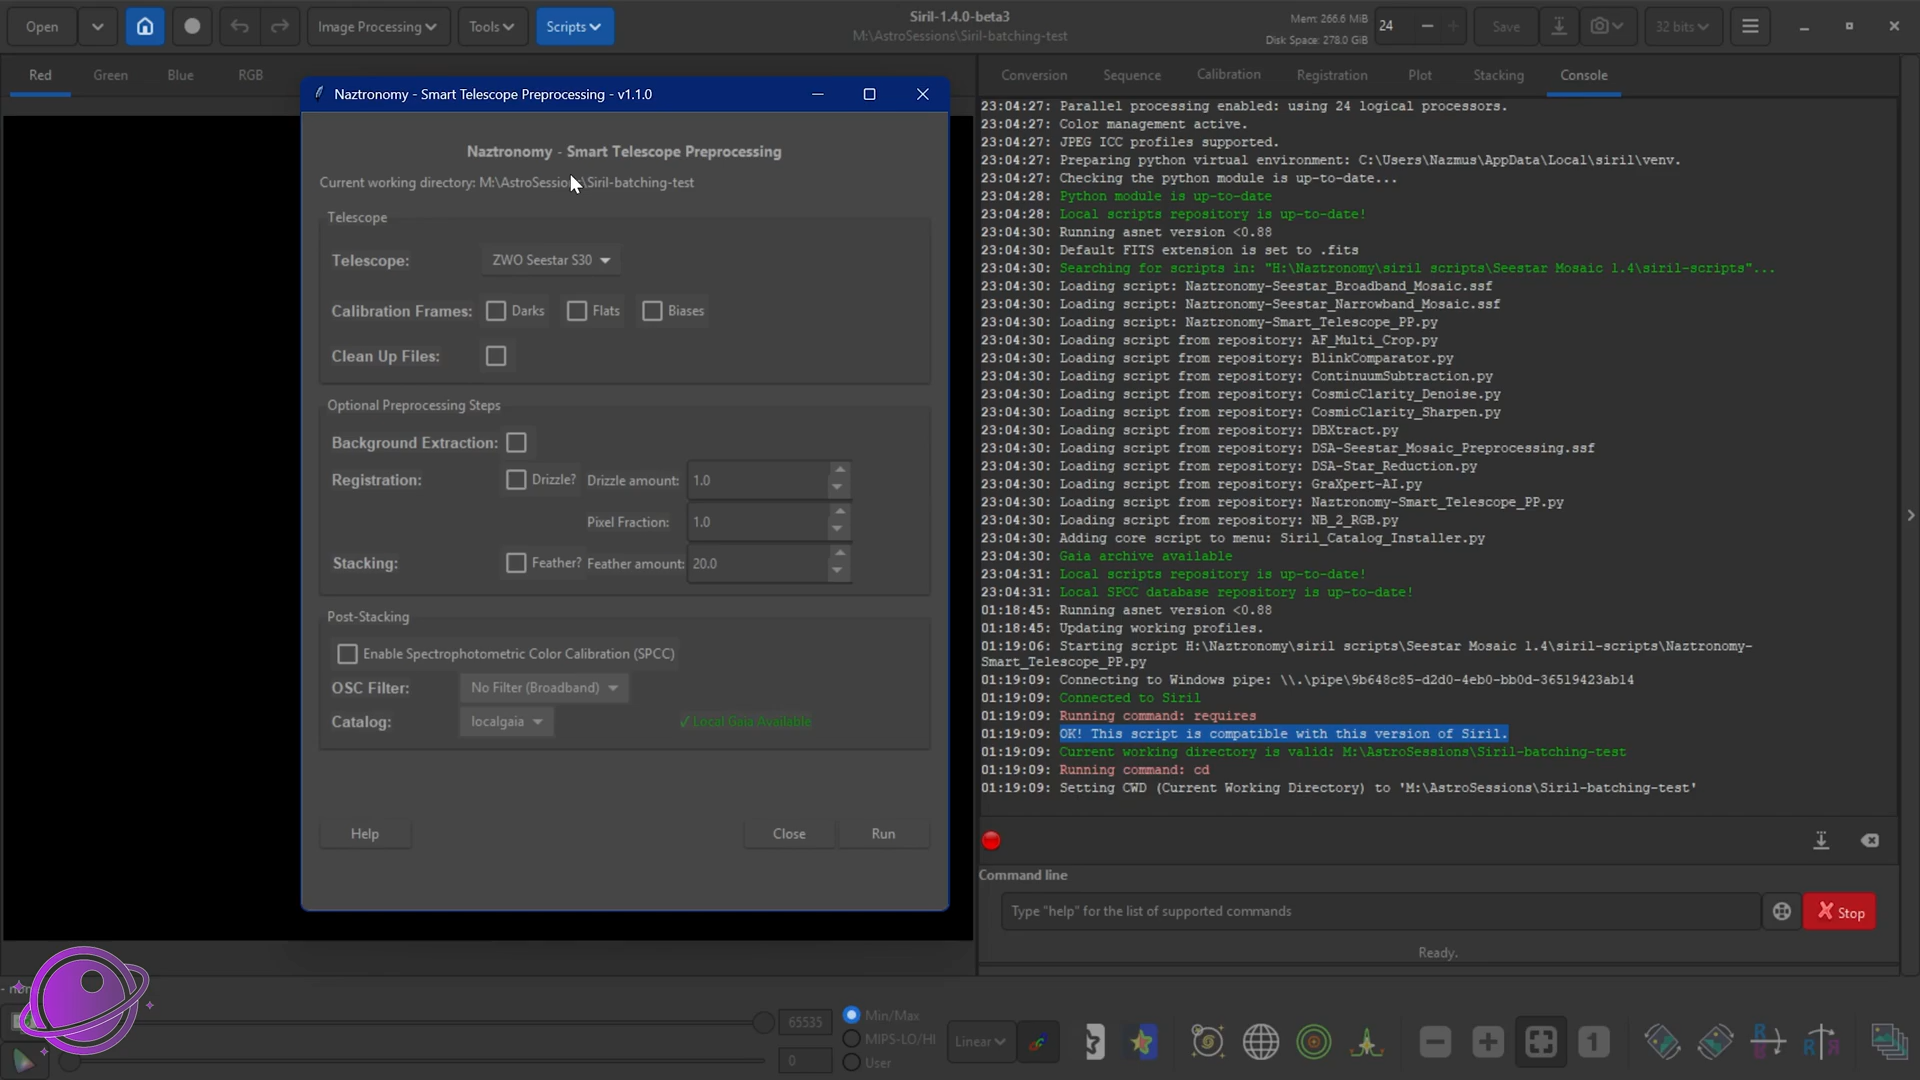 Open
Image Processing
Tools
Scripts
Siril-1.4.0-beta3
M:\AstroSessions\Siril-batching-test
Mem: 266.6 MiB
Disk Space: 278.0 GiB
24
Save
32 bits
Red
Green
Blue
RGB
Conversion
Sequence
Calibration
Registration
Plot
Stacking
Console
Naztronomy - Smart Telescope Preprocessing - v1.1.0
Naztronomy - Smart Telescope Preprocessing
Current working directory: M:\AstroSessions\Siril-batching-test
Telescope
Telescope:
ZWO Seestar S30
Calibration Frames:
Darks
Flats
Biases
Clean Up Files:
Optional Preprocessing Steps
Background Extraction:
Registration:
Drizzle?
Drizzle amount:
1.0
Pixel Fraction:
1.0
Stacking:
Feather?
Feather amount:
20.0
Post-Stacking
Enable Spectrophotometric Color Calibration (SPCC)
OSC Filter:
No Filter (Broadband)
Catalog:
localgaia
✓ Local Gaia Available
Help
Close
Run
23:04:27: Parallel processing enabled: using 24 logical processors.
23:04:27: Color management active.
23:04:27: JPEG ICC profiles supported.
23:04:27: Preparing python virtual environment: C:\Users\Nazmus\AppData\Local\siril\venv.
23:04:27: Checking the python module is up-to-date...
23:04:28: Python module is up-to-date
23:04:28: Local scripts repository is up-to-date!
23:04:30: Running asnet version <0.88
23:04:30: Default FITS extension is set to .fits
23:04:30: Searching for scripts in: "H:\Naztronomy\siril scripts\Seestar Mosaic 1.4\siril-scripts"...
23:04:30: Loading script: Naztronomy-Seestar_Broadband_Mosaic.ssf
23:04:30: Loading script: Naztronomy-Seestar_Narrowband_Mosaic.ssf
23:04:30: Loading script: Naztronomy-Smart_Telescope_PP.py
23:04:30: Loading script from repository: AF_Multi_Crop.py
23:04:30: Loading script from repository: BlinkComparator.py
23:04:30: Loading script from repository: ContinuumSubtraction.py
23:04:30: Loading script from repository: CosmicClarity_Denoise.py
23:04:30: Loading script from repository: CosmicClarity_Sharpen.py
23:04:30: Loading script from repository: DBXtract.py
23:04:30: Loading script from repository: DSA-Seestar_Mosaic_Preprocessing.ssf
23:04:30: Loading script from repository: DSA-Star_Reduction.py
23:04:30: Loading script from repository: GraXpert-AI.py
23:04:30: Loading script from repository: Naztronomy-Smart_Telescope_PP.py
23:04:30: Loading script from repository: NB_2_RGB.py
23:04:30: Adding core script to menu: Siril_Catalog_Installer.py
23:04:30: Gaia archive available
23:04:31: Local scripts repository is up-to-date!
23:04:31: Local SPCC database repository is up-to-date!
01:18:45: Running asnet version <0.88
01:18:45: Updating working profiles.
01:19:06: Starting script H:\Naztronomy\siril scripts\Seestar Mosaic 1.4\siril-scripts\Naztronomy-
Smart_Telescope_PP.py
01:19:09: Connecting to Windows pipe: \\.\pipe\9b648c85-d2d0-4eb0-bb0d-36519423ab14
01:19:09: Connected to Siril
01:19:09: Running command: requires
01:19:09: OK! This script is compatible with this version of Siril.
01:19:09: Current working directory is valid: M:\AstroSessions\Siril-batching-test
01:19:09: Running command: cd
01:19:09: Setting CWD (Current Working Directory) to 'M:\AstroSessions\Siril-batching-test'
Command line
Type "help" for the list of supported commands
Stop
Ready.
65535
0
Min/Max
MIPS-LO/HI
User
Linear
1